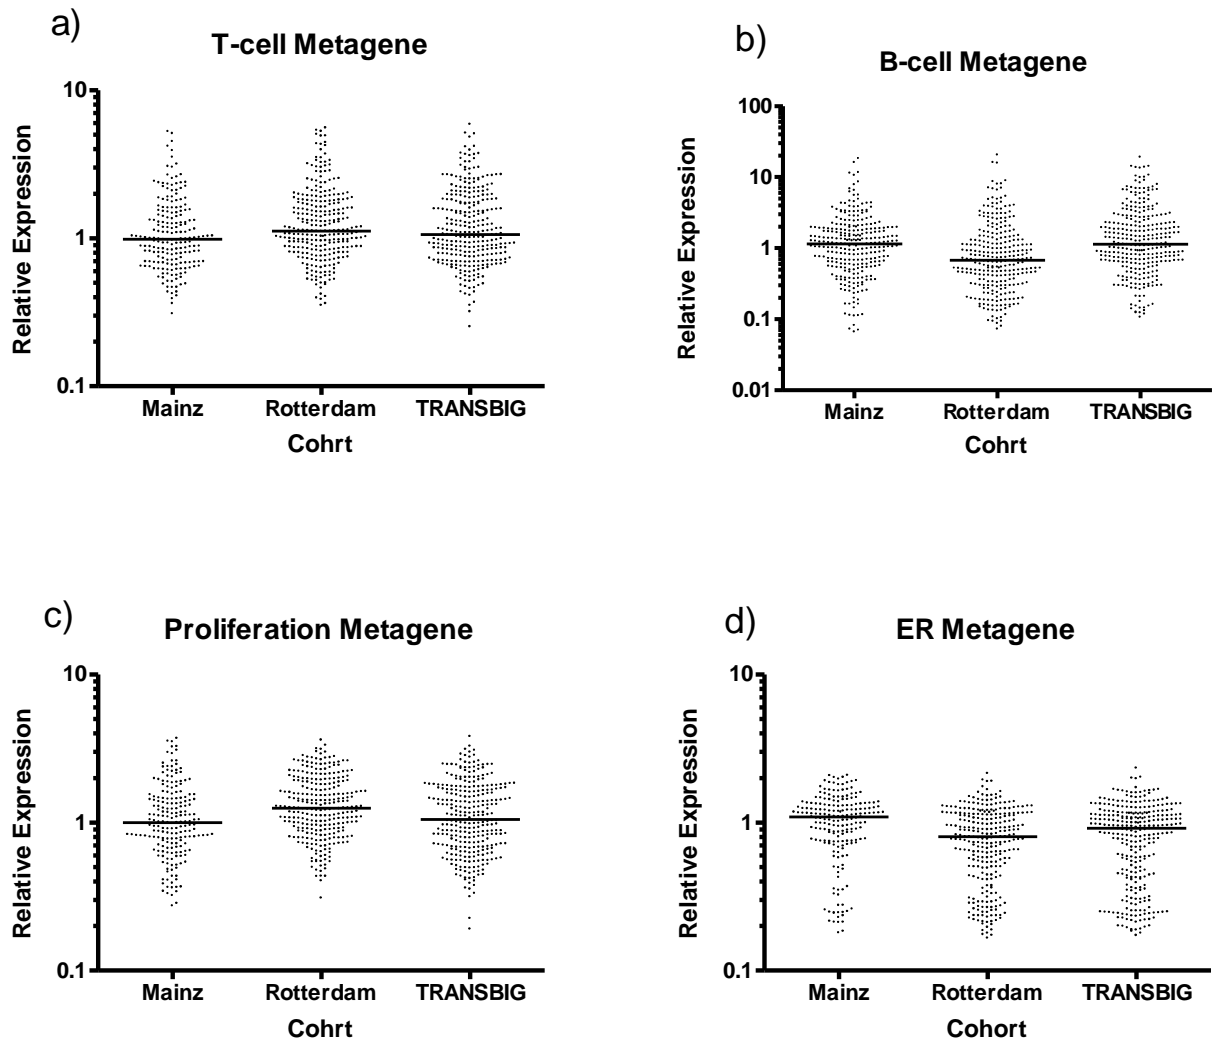 a)
T-cell Metagene
10
1
0.1
Relative Expression
Mainz Rotterdam TRANSBIG
Cohrt
b)
B-cell Metagene
100
10
1
0.1
0.01
Relative Expression
Mainz Rotterdam TRANSBIG
Cohrt
c)
Proliferation Metagene
10
1
0.1
Relative Expression
Mainz Rotterdam TRANSBIG
Cohrt
d)
ER Metagene
10
1
0.1
Relative Expression
Mainz Rotterdam TRANSBIG
Cohort